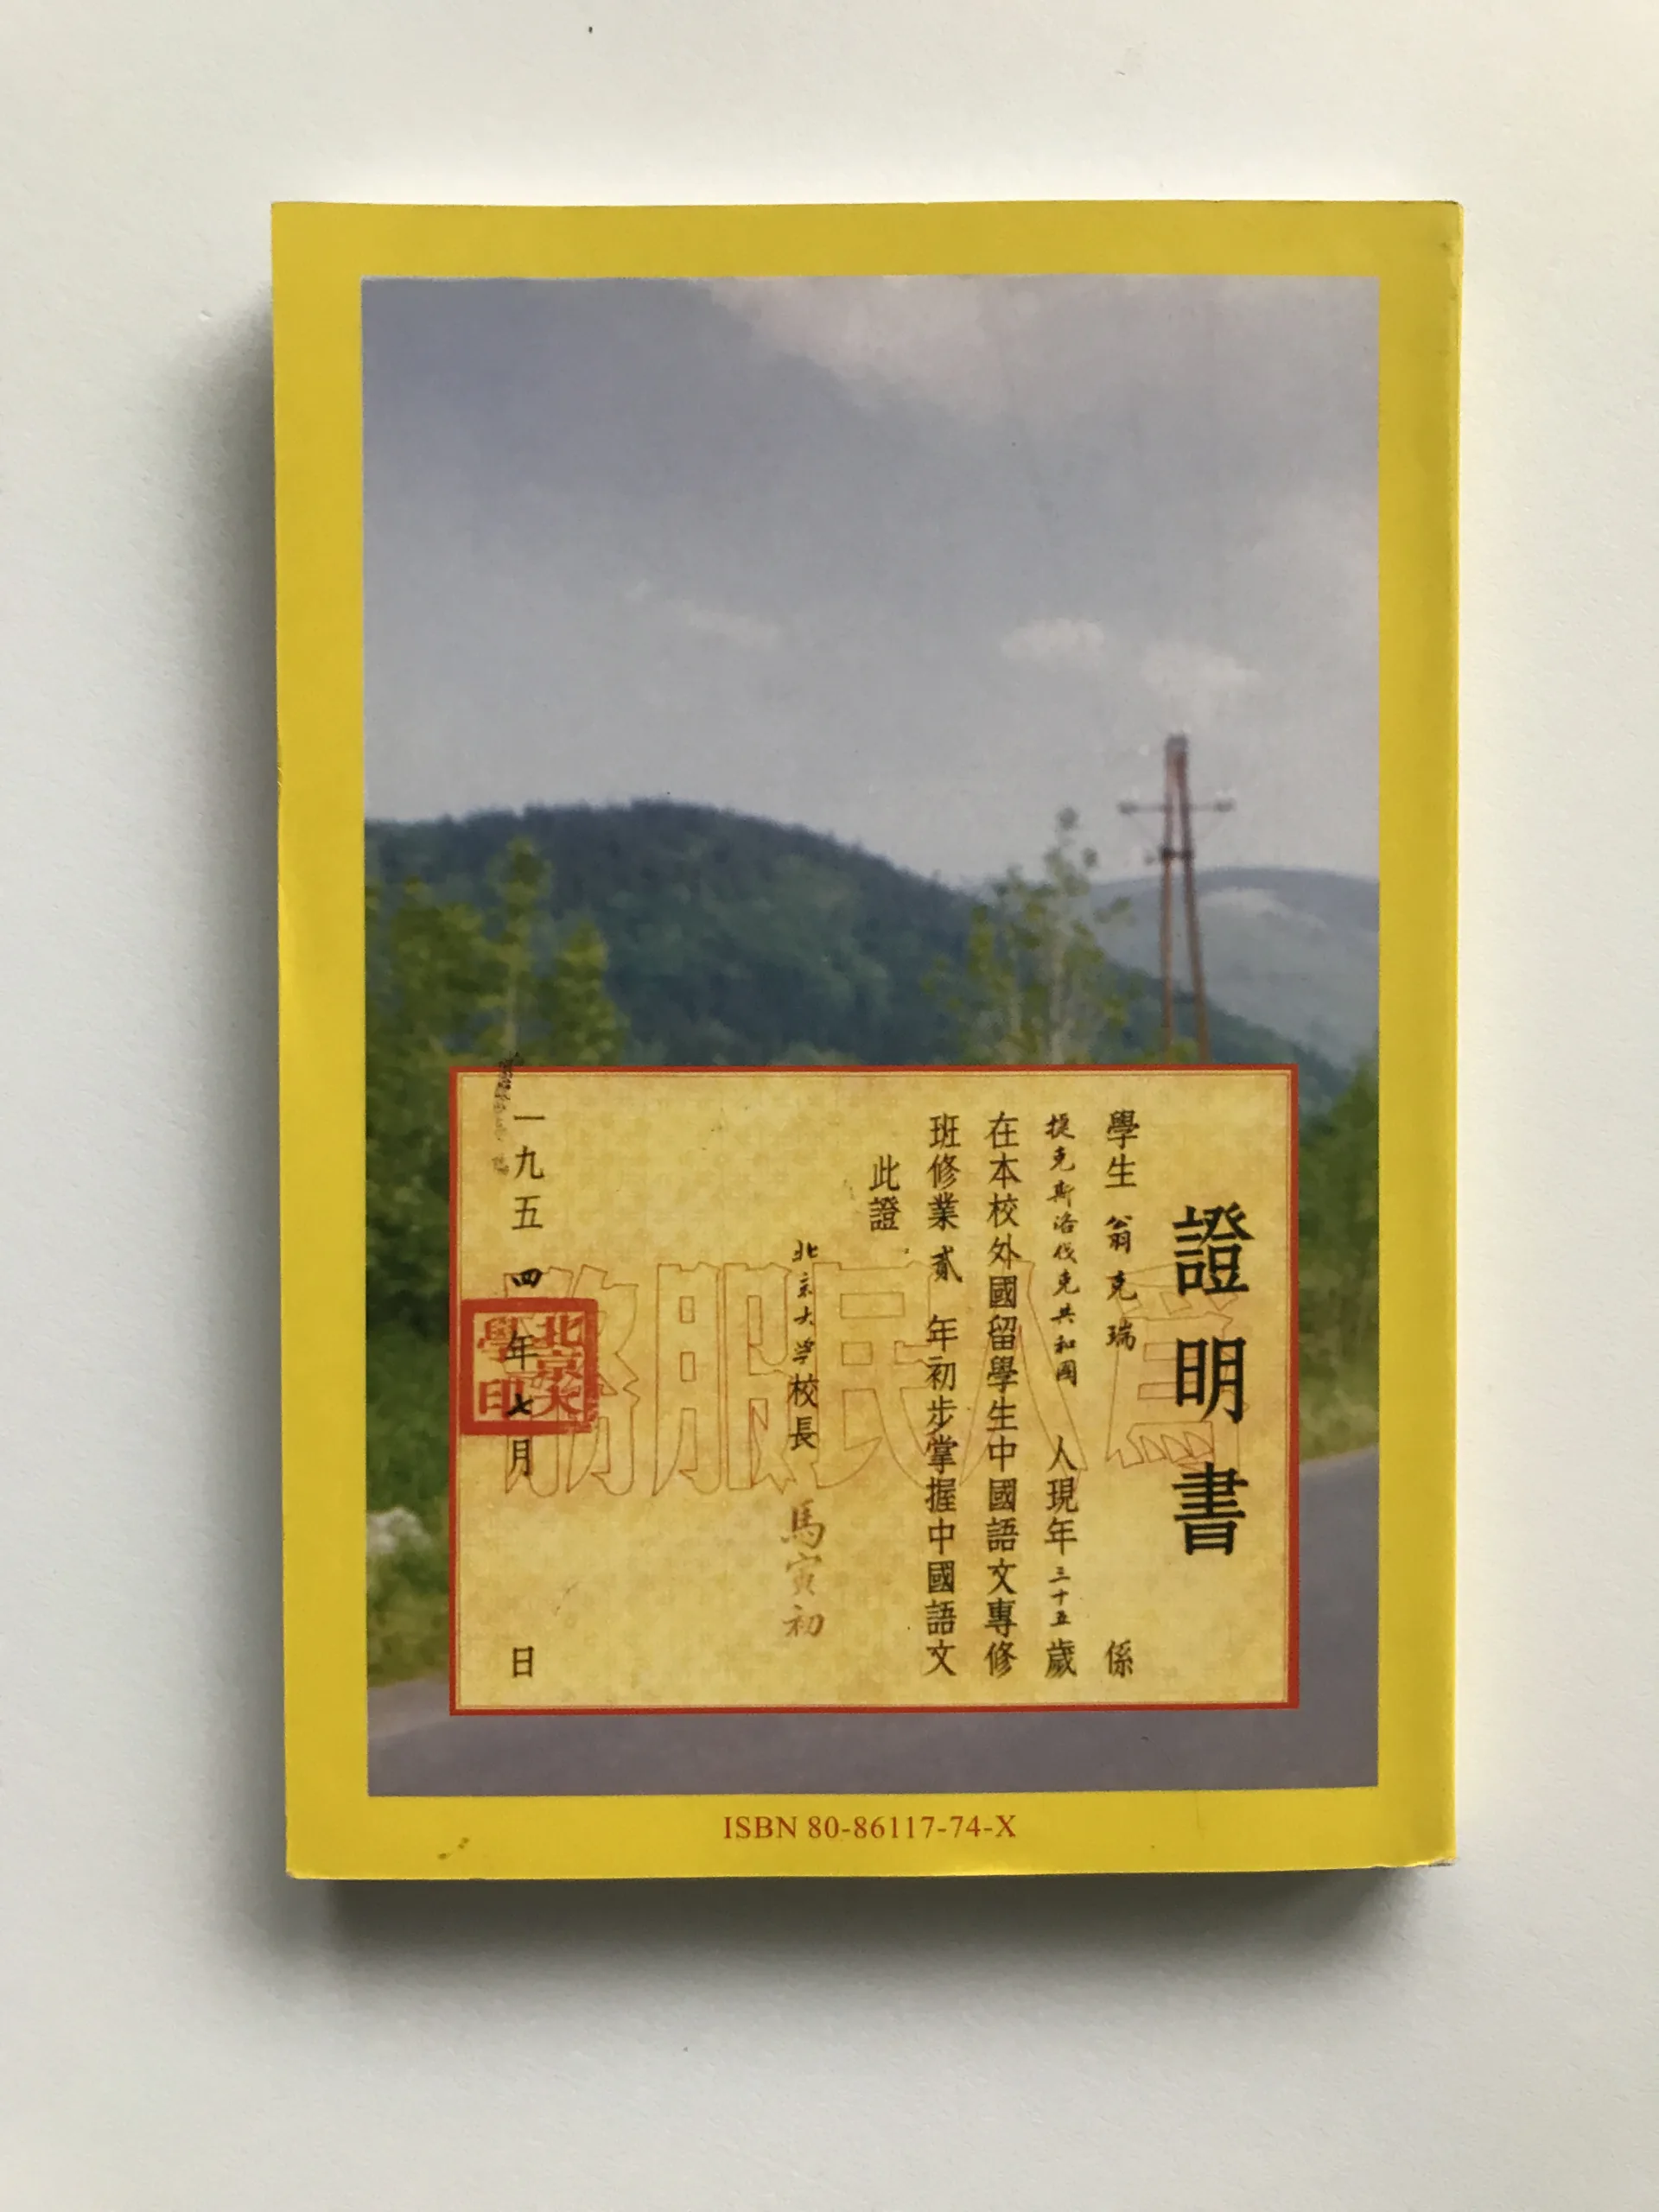 證明書
學生 翁克瑞 係
捷克斯洛伐克共和國 人現年三十五歲
在本校外國留學生中國語文專修
班修業貳年初步掌握中國語文
此證
北京大学校長 馬寅初
一九五四年七月 日
北京大
學印
爲人民服務
ISBN 80-86117-74-X